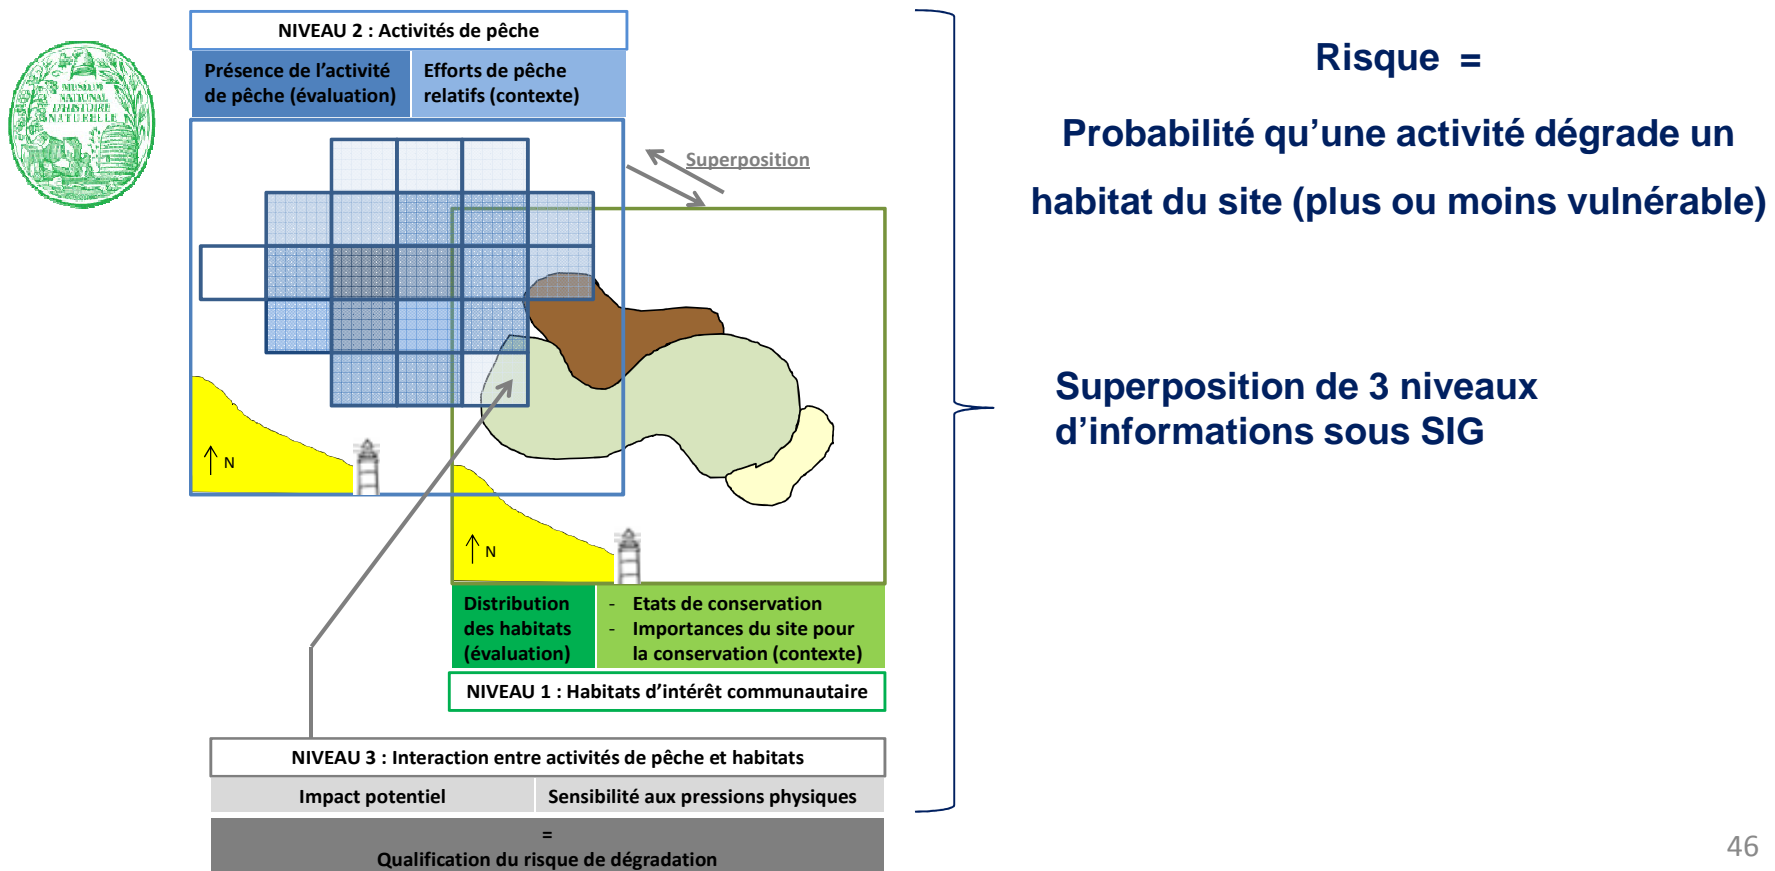 NIVEAU 2 : Activités de pêche
Présence de l'activité
de pêche (évaluation)
Efforts de pêche
relatifs (contexte)
MUSEUM
NATIONAL
D'HISTOIRE
NATURELLE
Superposition
N
N
Distribution
des habitats
(évaluation)
- Etats de conservation
- Importances du site pour
la conservation (contexte)
NIVEAU 1 : Habitats d'intérêt communautaire
NIVEAU 3 : Interaction entre activités de pêche et habitats
Impact potentiel
Sensibilité aux pressions physiques
=
Qualification du risque de dégradation
Risque =
Probabilité qu'une activité dégrade un
habitat du site (plus ou moins vulnérable)
Superposition de 3 niveaux
d'informations sous SIG
46